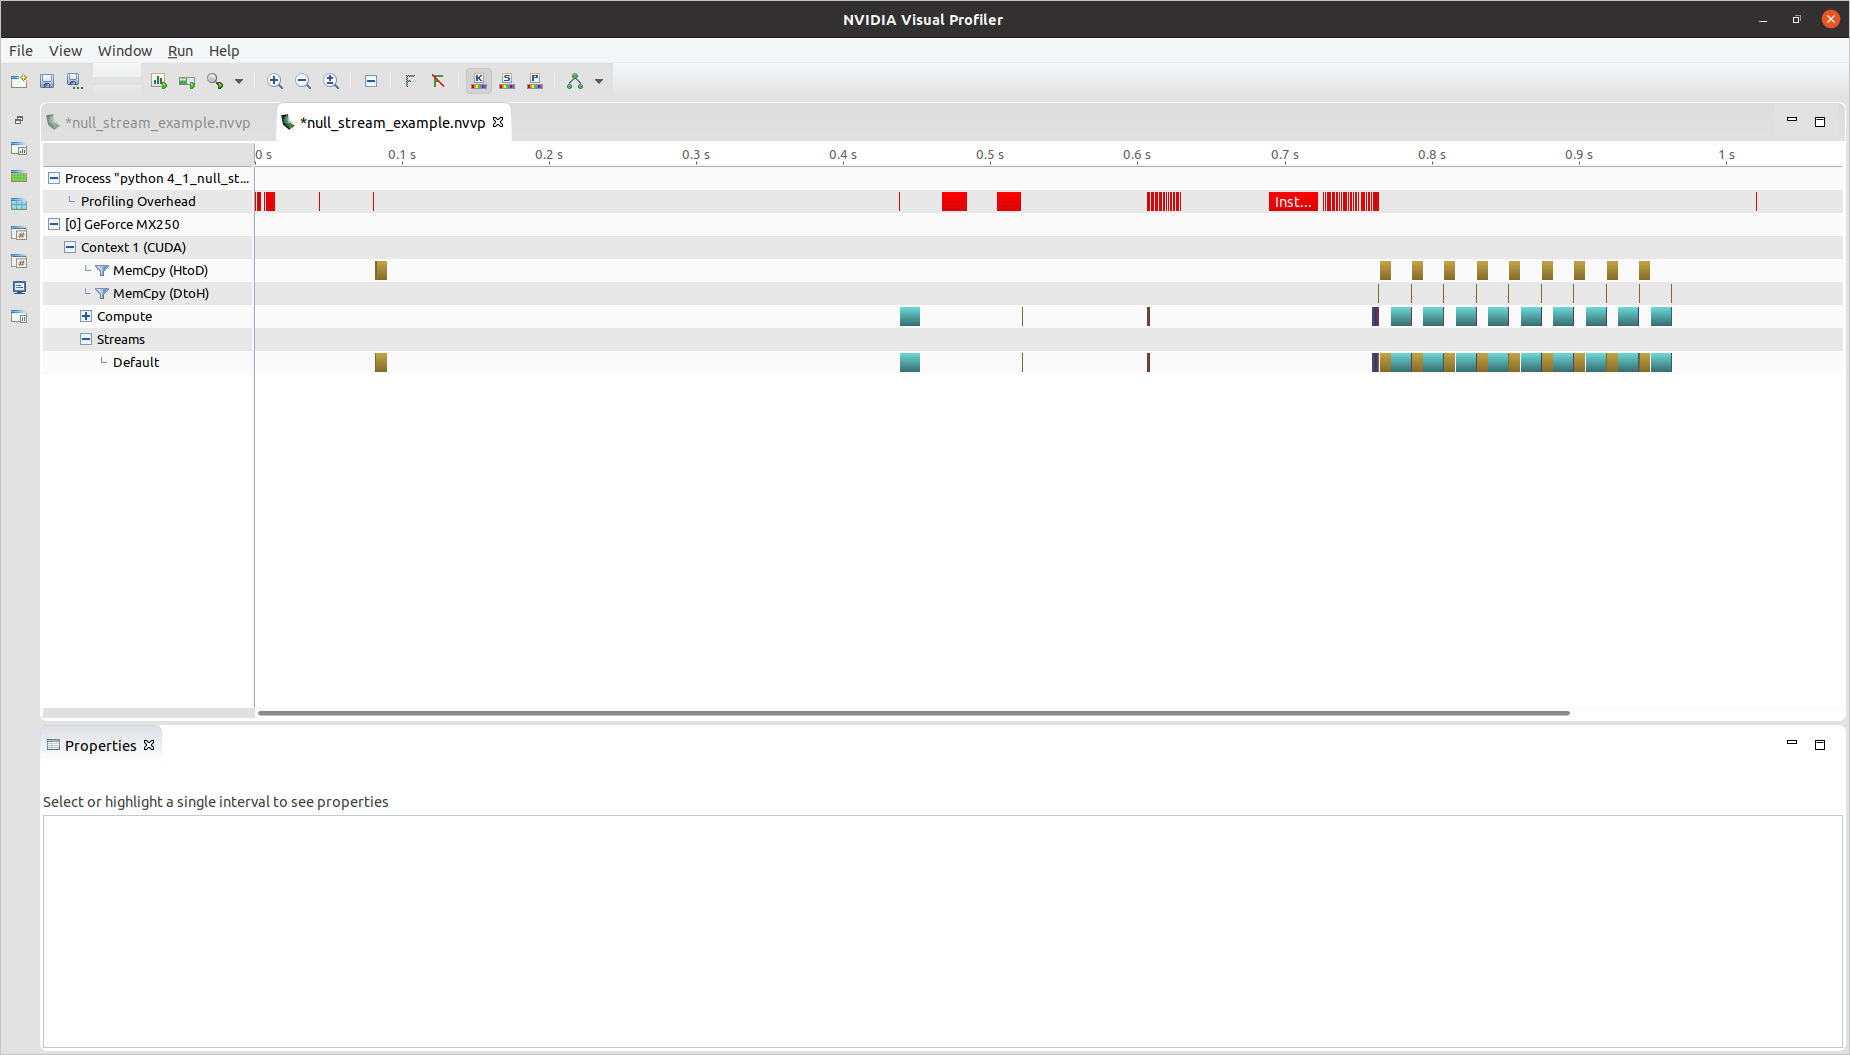 NVIDIA Visual Profiler
File View Window Run Help
K S P
*null_stream_example.nvvp *null_stream_example.nvvp
0 s 0.1 s 0.2 s 0.3 s 0.4 s 0.5 s 0.6 s 0.7 s 0.8 s 0.9 s 1 s
Process "python 4_1_null_st...
Profiling Overhead Inst...
[0] GeForce MX250
Context 1 (CUDA)
MemCpy (HtoD)
MemCpy (DtoH)
Compute
Streams
Default
Properties
Select or highlight a single interval to see properties